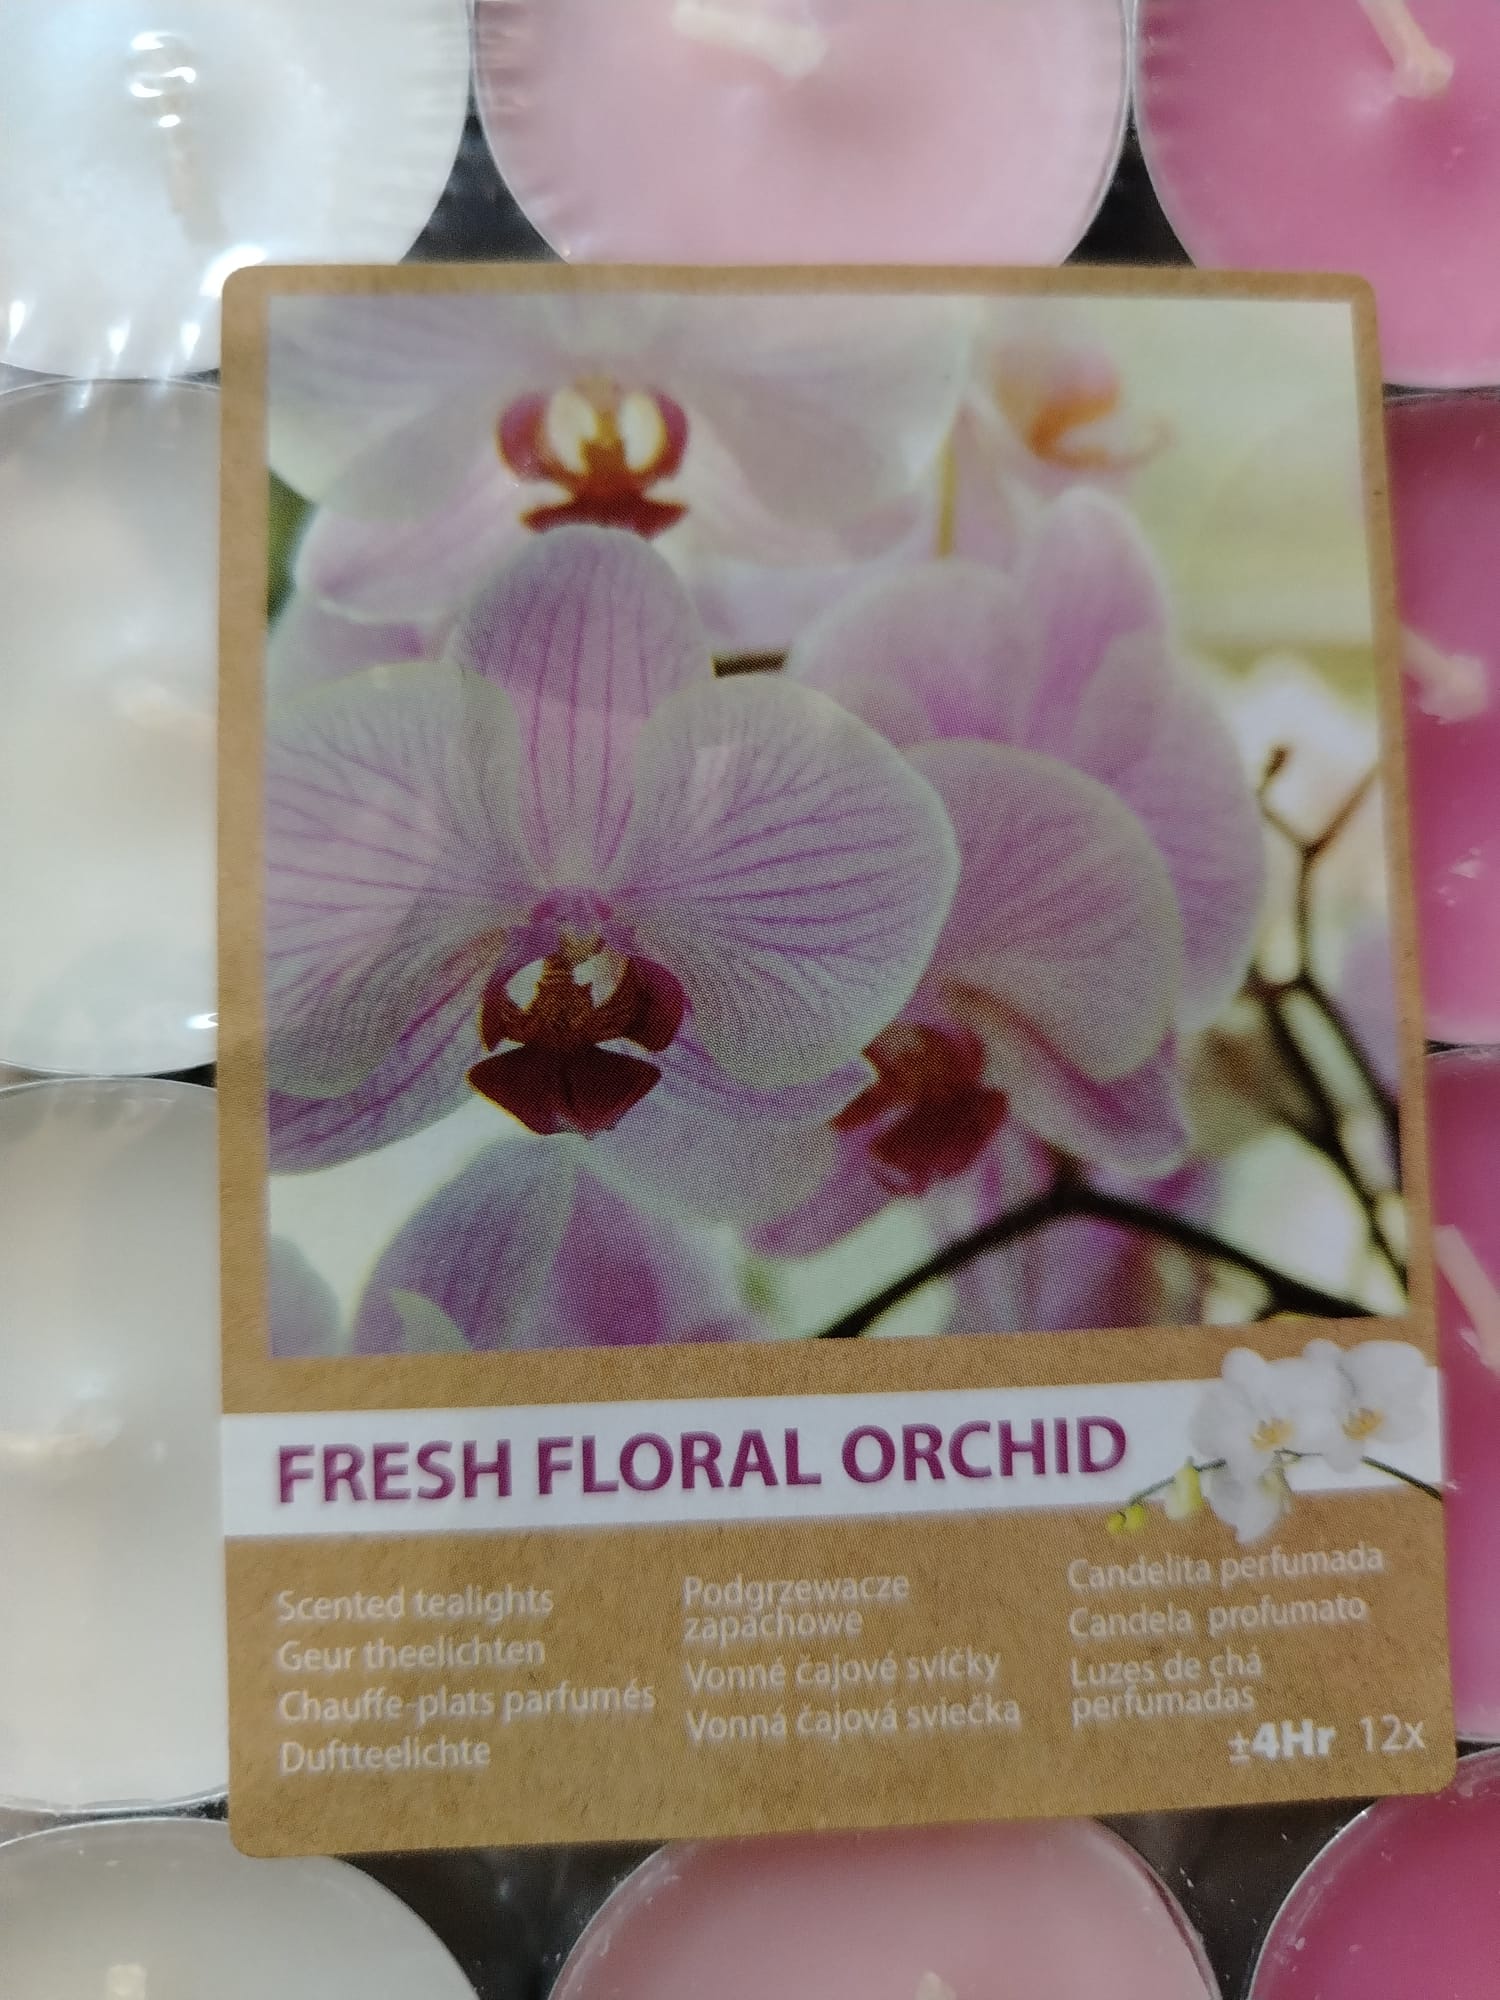 FRESH FLORAL ORCHID
Scented tealights
Geur theelichten
Chauffe-plats parfumés
Duftteelichte
Podgrzewacze
zapachowe
Vonné čajové svíčky
Vonná čajová sviečka
Candelita perfumada
Candela profumato
Luzes de chá
perfumadas
±4Hr 12x